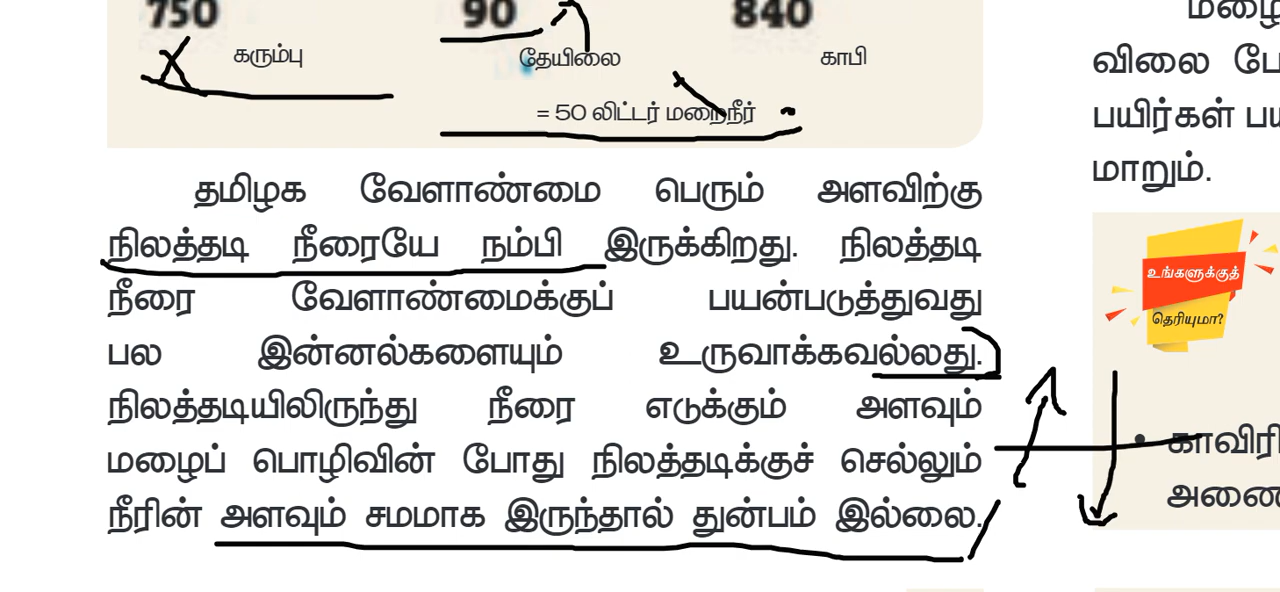 750 90 840
கரும்பு தேயிலை காபி
= 50 லிட்டர் மறைநீர்
தமிழக வேளாண்மை பெரும் அளவிற்கு
நிலத்தடி நீரையே நம்பி இருக்கிறது. நிலத்தடி
நீரை வேளாண்மைக்குப் பயன்படுத்துவது
பல இன்னல்களையும் உருவாக்கவல்லது.
நிலத்தடியிலிருந்து நீரை எடுக்கும் அளவும்
மழைப் பொழிவின் போது நிலத்தடிக்குச் செல்லும்
நீரின் அளவும் சமமாக இருந்தால் துன்பம் இல்லை.
விலை
பயிர்கள்
மாறும்.
உங்களுக்குத்
தெரியுமா?
• காவிரி
அணை